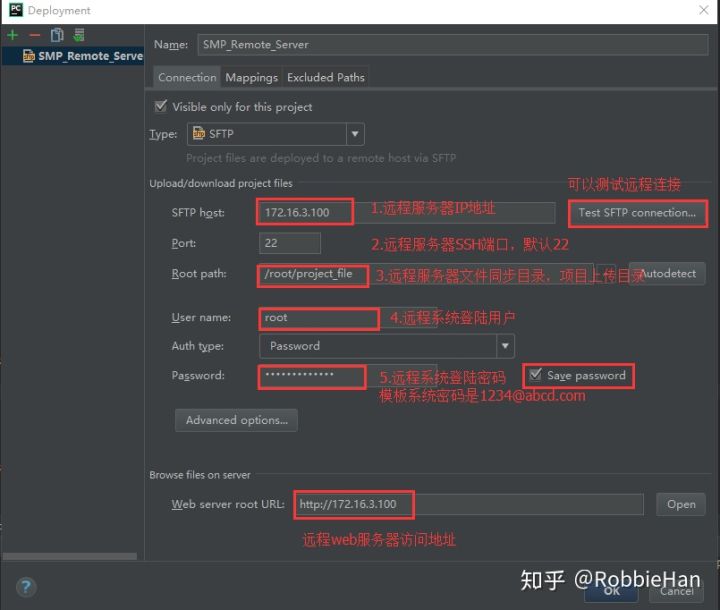 Deployment
SMP_Remote_Serve
Name: SMP_Remote_Server
Connection Mappings Excluded Paths
Visible only for this project
Type: SFTP
Project files are deployed to a remote host via SFTP
Upload/download project files
可以测试远程连接
SFTP host: 172.16.3.100 1.远程服务器IP地址 Test SFTP connection...
Port: 22 2.远程服务器SSH端口，默认22
Root path: /root/project_file 3.远程服务器文件同步目录，项目上传目录 Autodetect
User name: root 4.远程系统登陆用户
Auth type: Password
Password: ••••••••••••• 5.远程系统登陆密码 Save password
模板系统密码是1234@abcd.com
Advanced options...
Browse files on server
Web server root URL: http://172.16.3.100 Open
远程web服务器访问地址
知乎 @RobbieHan
? OK Cancel